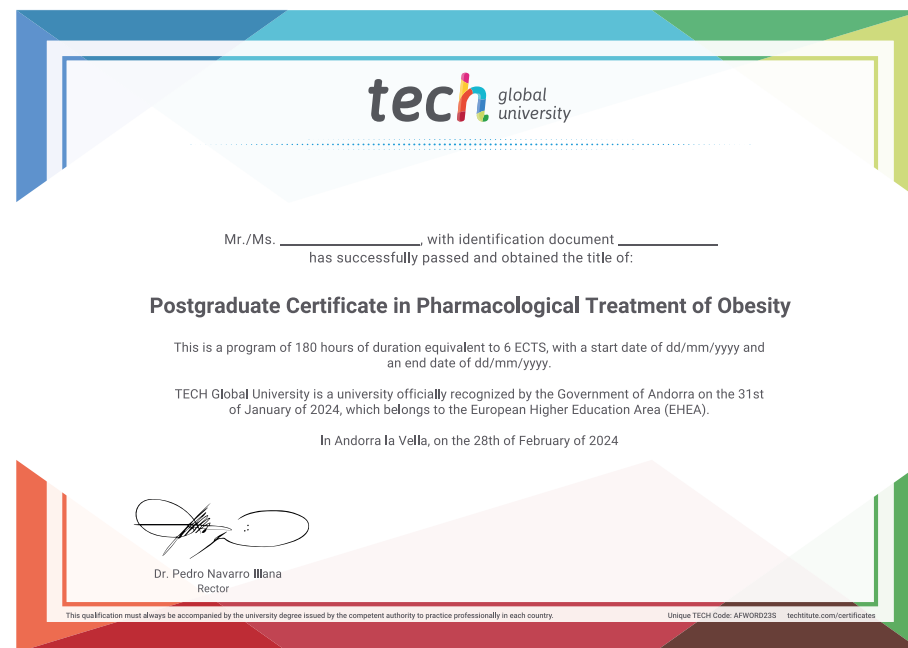 tech global university
Mr./Ms. ____________, with identification document ____________
has successfully passed and obtained the title of:
Postgraduate Certificate in Pharmacological Treatment of Obesity
This is a program of 180 hours of duration equivalent to 6 ECTS, with a start date of dd/mm/yyyy and
an end date of dd/mm/yyyy.
TECH Global University is a university officially recognized by the Government of Andorra on the 31st
of January of 2024, which belongs to the European Higher Education Area (EHEA).
In Andorra la Vella, on the 28th of February of 2024
Dr. Pedro Navarro Illana
Rector
This qualification must always be accompanied by the university degree issued by the competent authority to practice professionally in each country.
Unique TECH Code: AFWORD23S techtitute.com/certificates